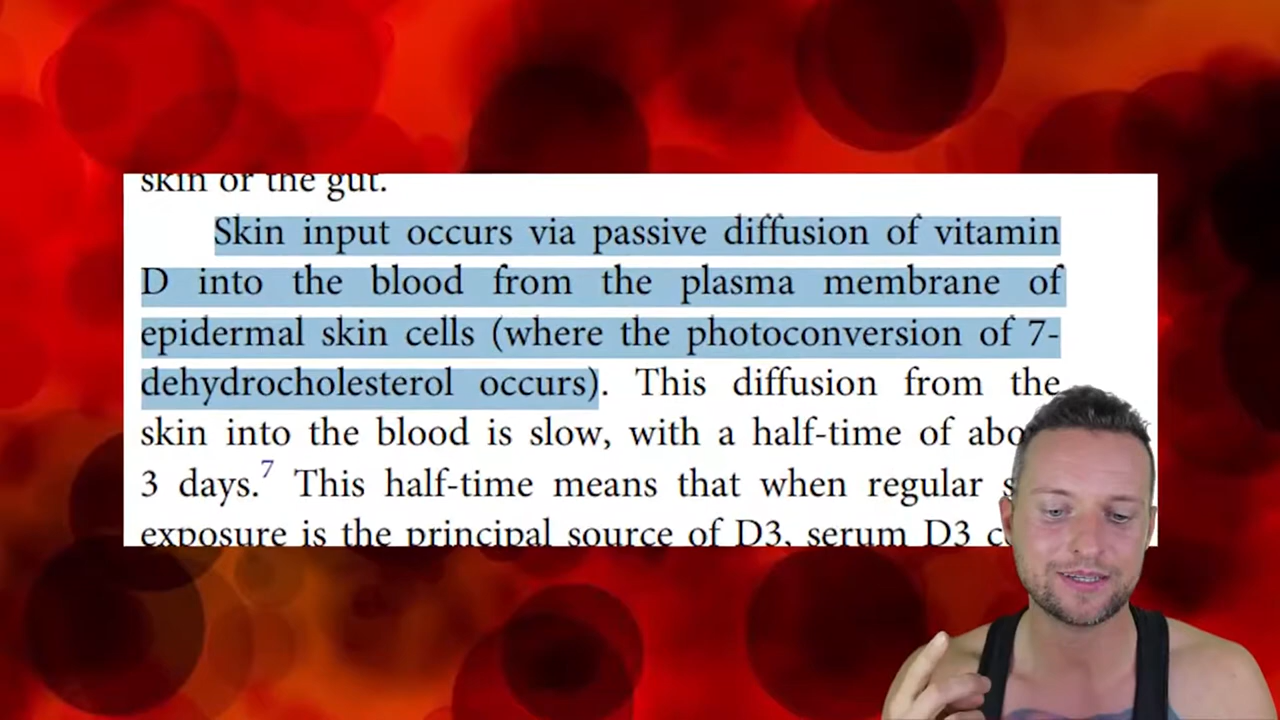 skin or the gut.
Skin input occurs via passive diffusion of vitamin
D into the blood from the plasma membrane of
epidermal skin cells (where the photoconversion of 7-
dehydrocholesterol occurs). This diffusion from the
skin into the blood is slow, with a half-time of
3 days.7 This half-time means that when regular
exposure is the principal source of D3, serum D3